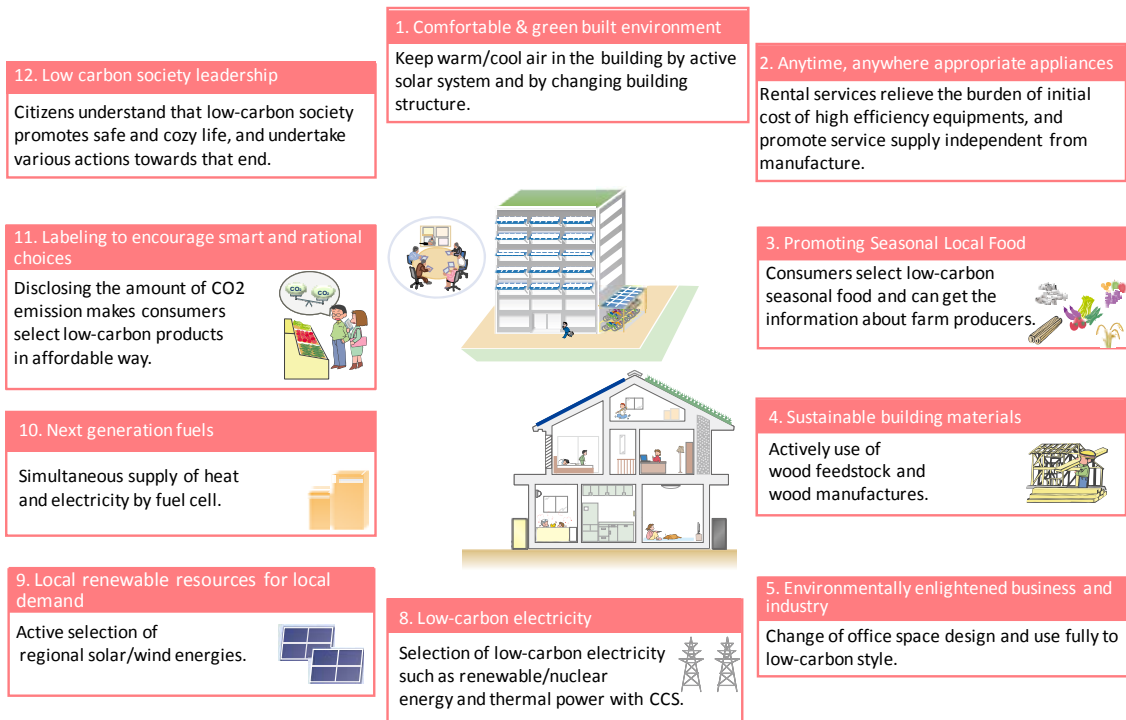 1. Comfortable & green built environment
Keep warm/cool air in the building by active
solar system and by changing building
structure.
2. Anytime, anywhere appropriate appliances
Rental services relieve the burden of initial
cost of high efficiency equipments, and
promote service supply independent from
manufacture.
3. Promoting Seasonal Local Food
Consumers select low-carbon
seasonal food and can get the
information about farm producers.
4. Sustainable building materials
Actively use of
wood feedstock and
wood manufactures.
5. Environmentally enlightened business and
industry
Change of office space design and use fully to
low-carbon style.
8. Low-carbon electricity
Selection of low-carbon electricity
such as renewable/nuclear
energy and thermal power with CCS.
9. Local renewable resources for local
demand
Active selection of
regional solar/wind energies.
10. Next generation fuels
Simultaneous supply of heat
and electricity by fuel cell.
11. Labeling to encourage smart and rational
choices
Disclosing the amount of CO2
emission makes consumers
select low-carbon products
in affordable way.
12. Low carbon society leadership
Citizens understand that low-carbon society
promotes safe and cozy life, and undertake
various actions towards that end.